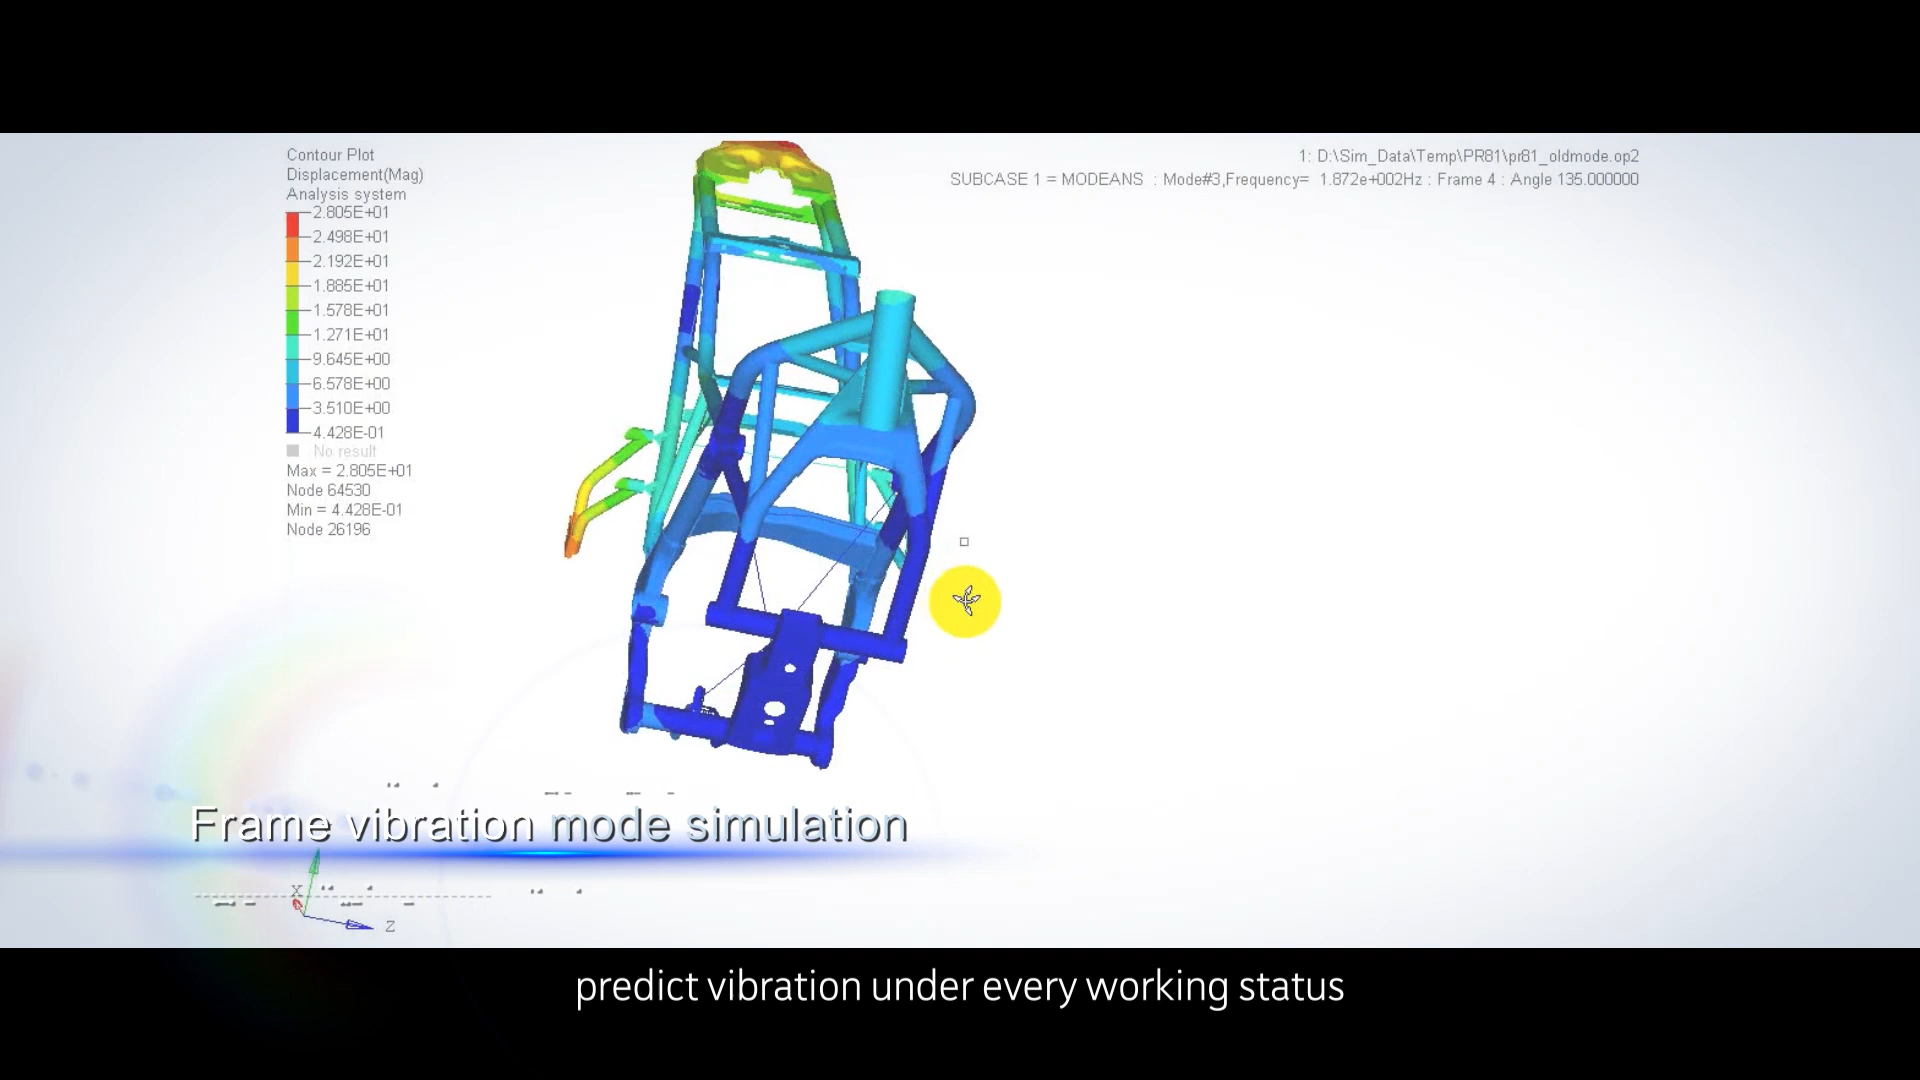 Contour Plot
Displacement(Mag)
Analysis system
2.805E+01
2.498E+01
2.192E+01
1.885E+01
1.578E+01
1.271E+01
9.645E+00
6.578E+00
3.510E+00
4.428E-01
No result
Max = 2.805E+01
Node 64530
Min = 4.428E-01
Node 26196
1: D:\Sim_Data\Temp\PR81\pr81_oldmode.op2
SUBCASE 1 = MODEANS : Mode#3,Frequency= 1.872e+002Hz : Frame 4 : Angle 135.000000
Frame vibration mode simulation
X
Z
predict vibration under every working status